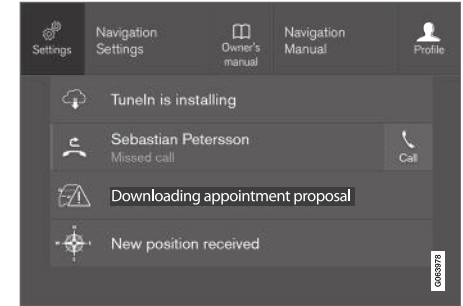 Settings
Navigation
Settings
Owner's
manual
Navigation
Manual
Profile
TuneIn is installing
Sebastian Petersson
Missed call
Call
Downloading appointment proposal
New position received
G063978